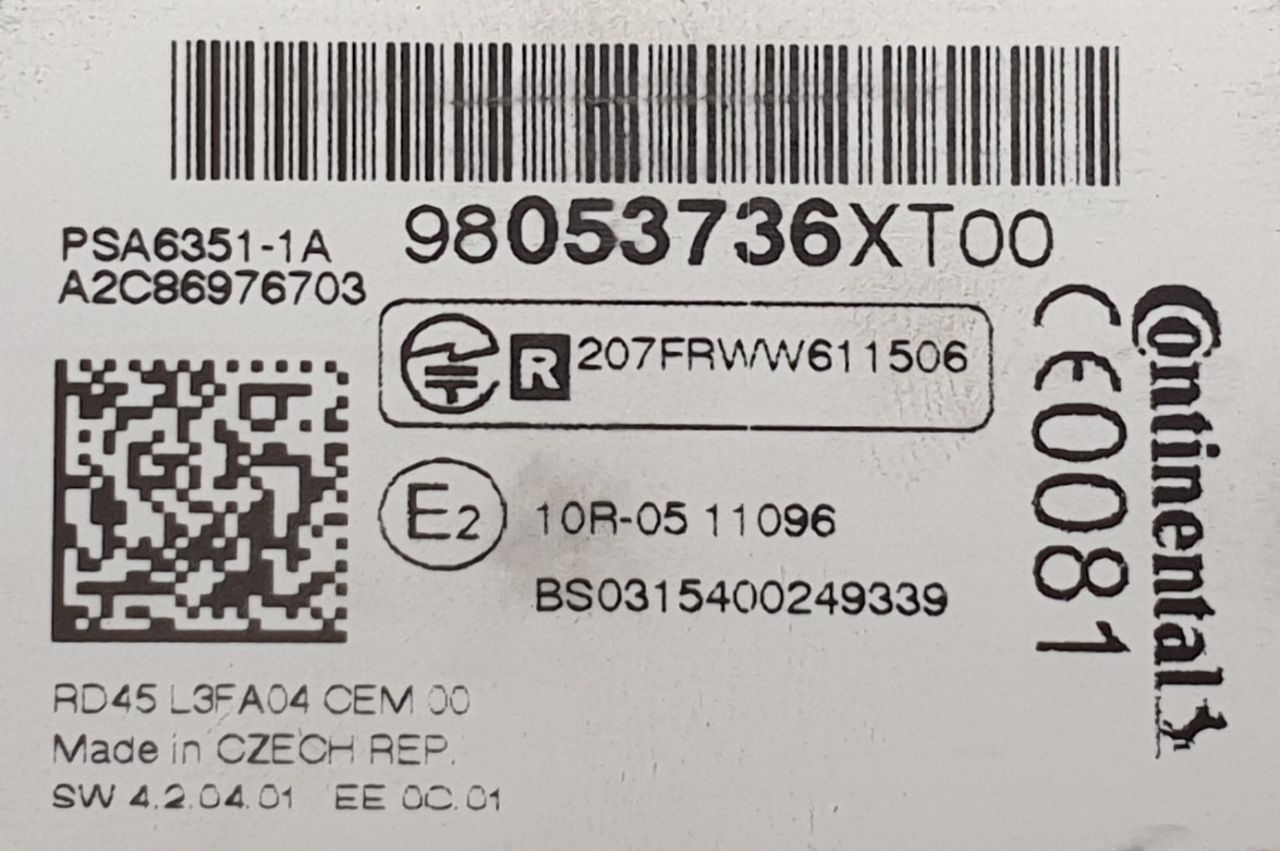 98053736XT00
PSA6351-1A
A2C86976703
R 207FRWW611506
E2 10R-05 11096
BS0315400249339
CE0081
Continental
RD45 L3FA04 CEM 00
Made in CZECH REP.
SW 4.2.04.01 EE 0C.01